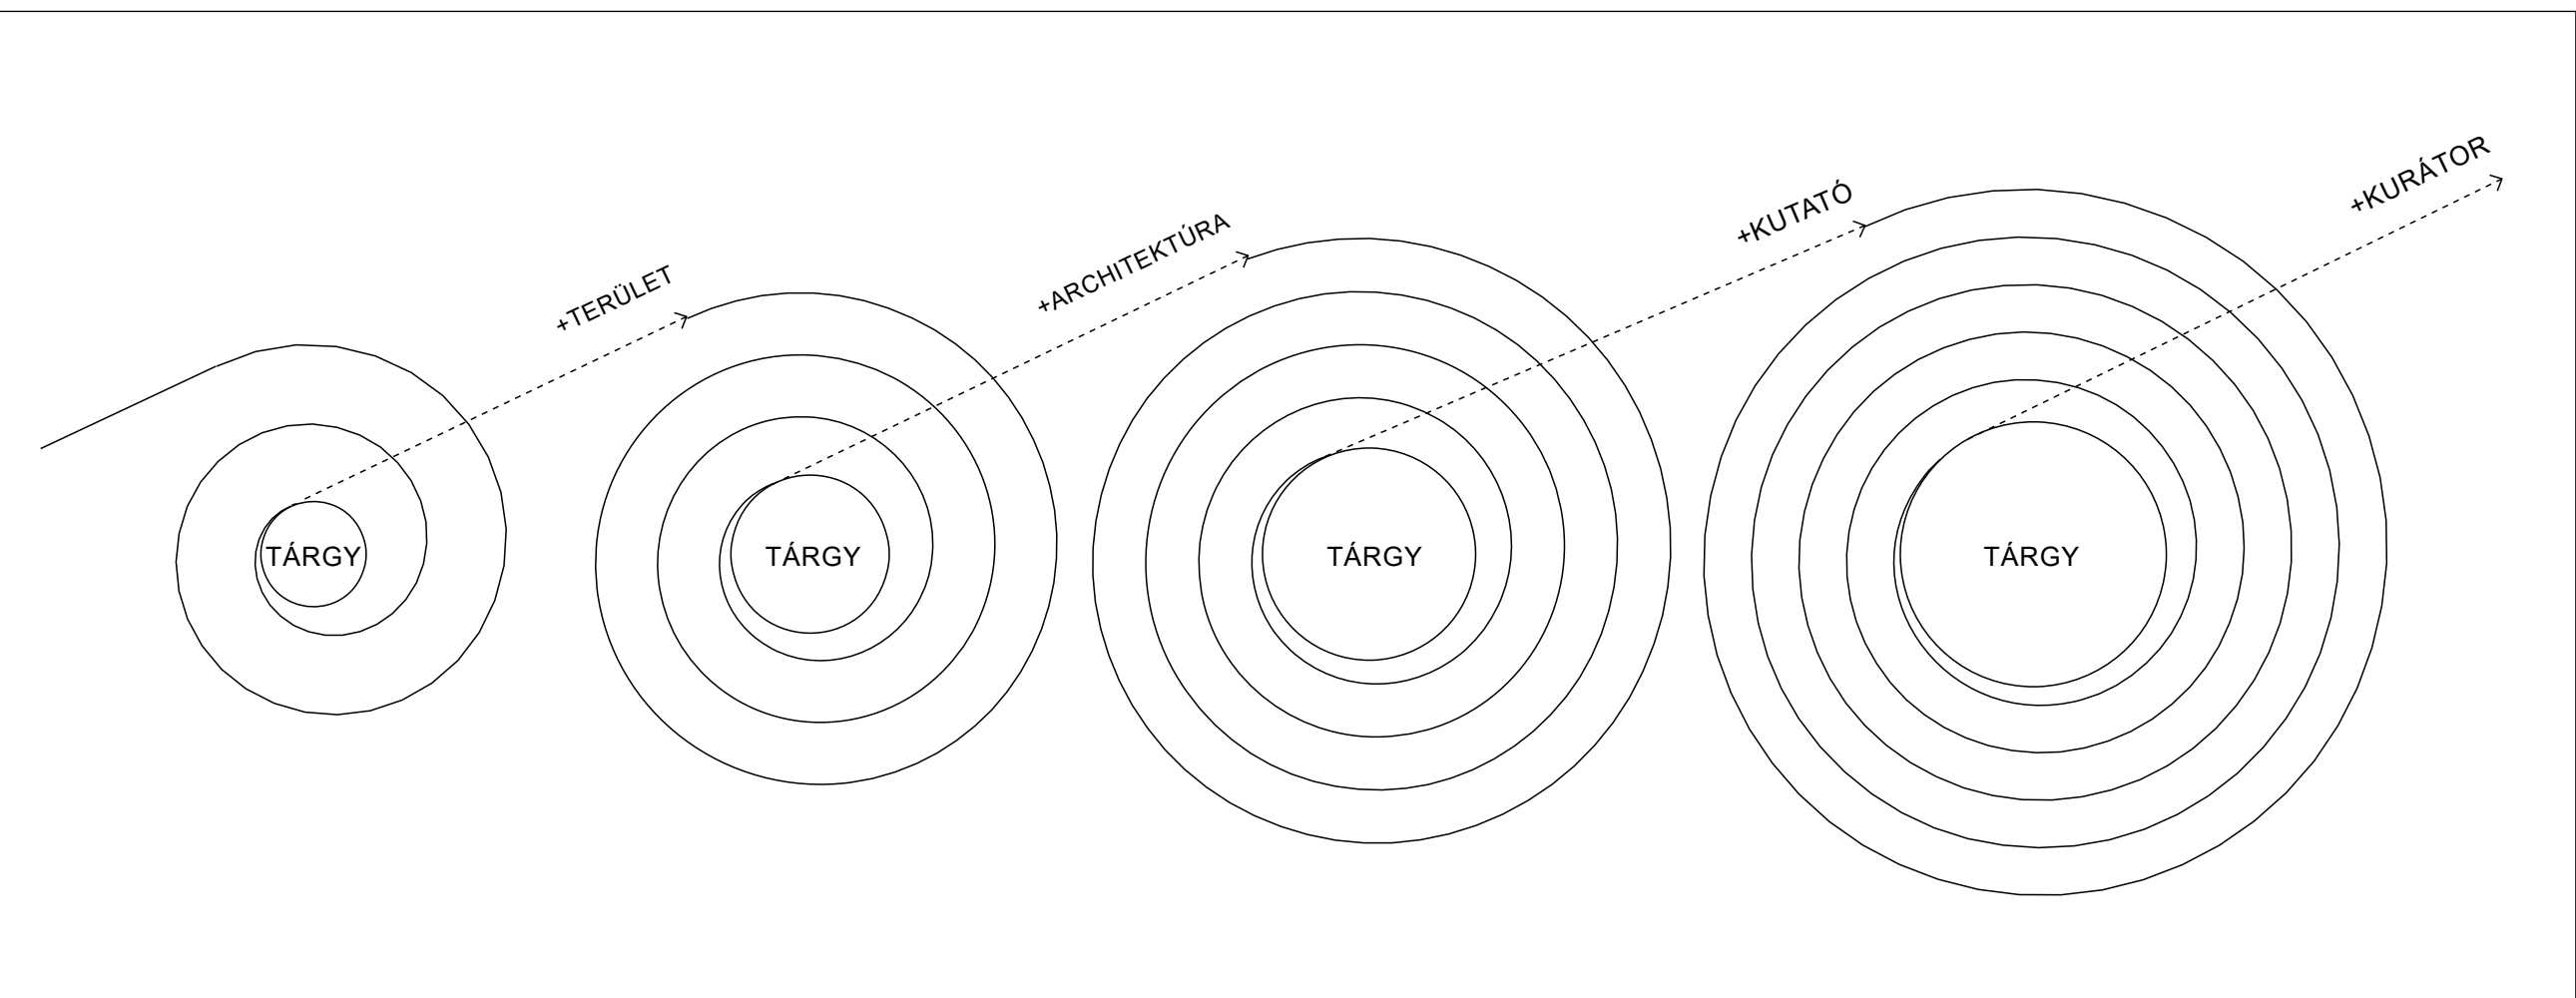 TÁRGY
+TERÜLET
TÁRGY
+ARCHITEKTÚRA
TÁRGY
+KUTATÓ
TÁRGY
+KURÁTOR